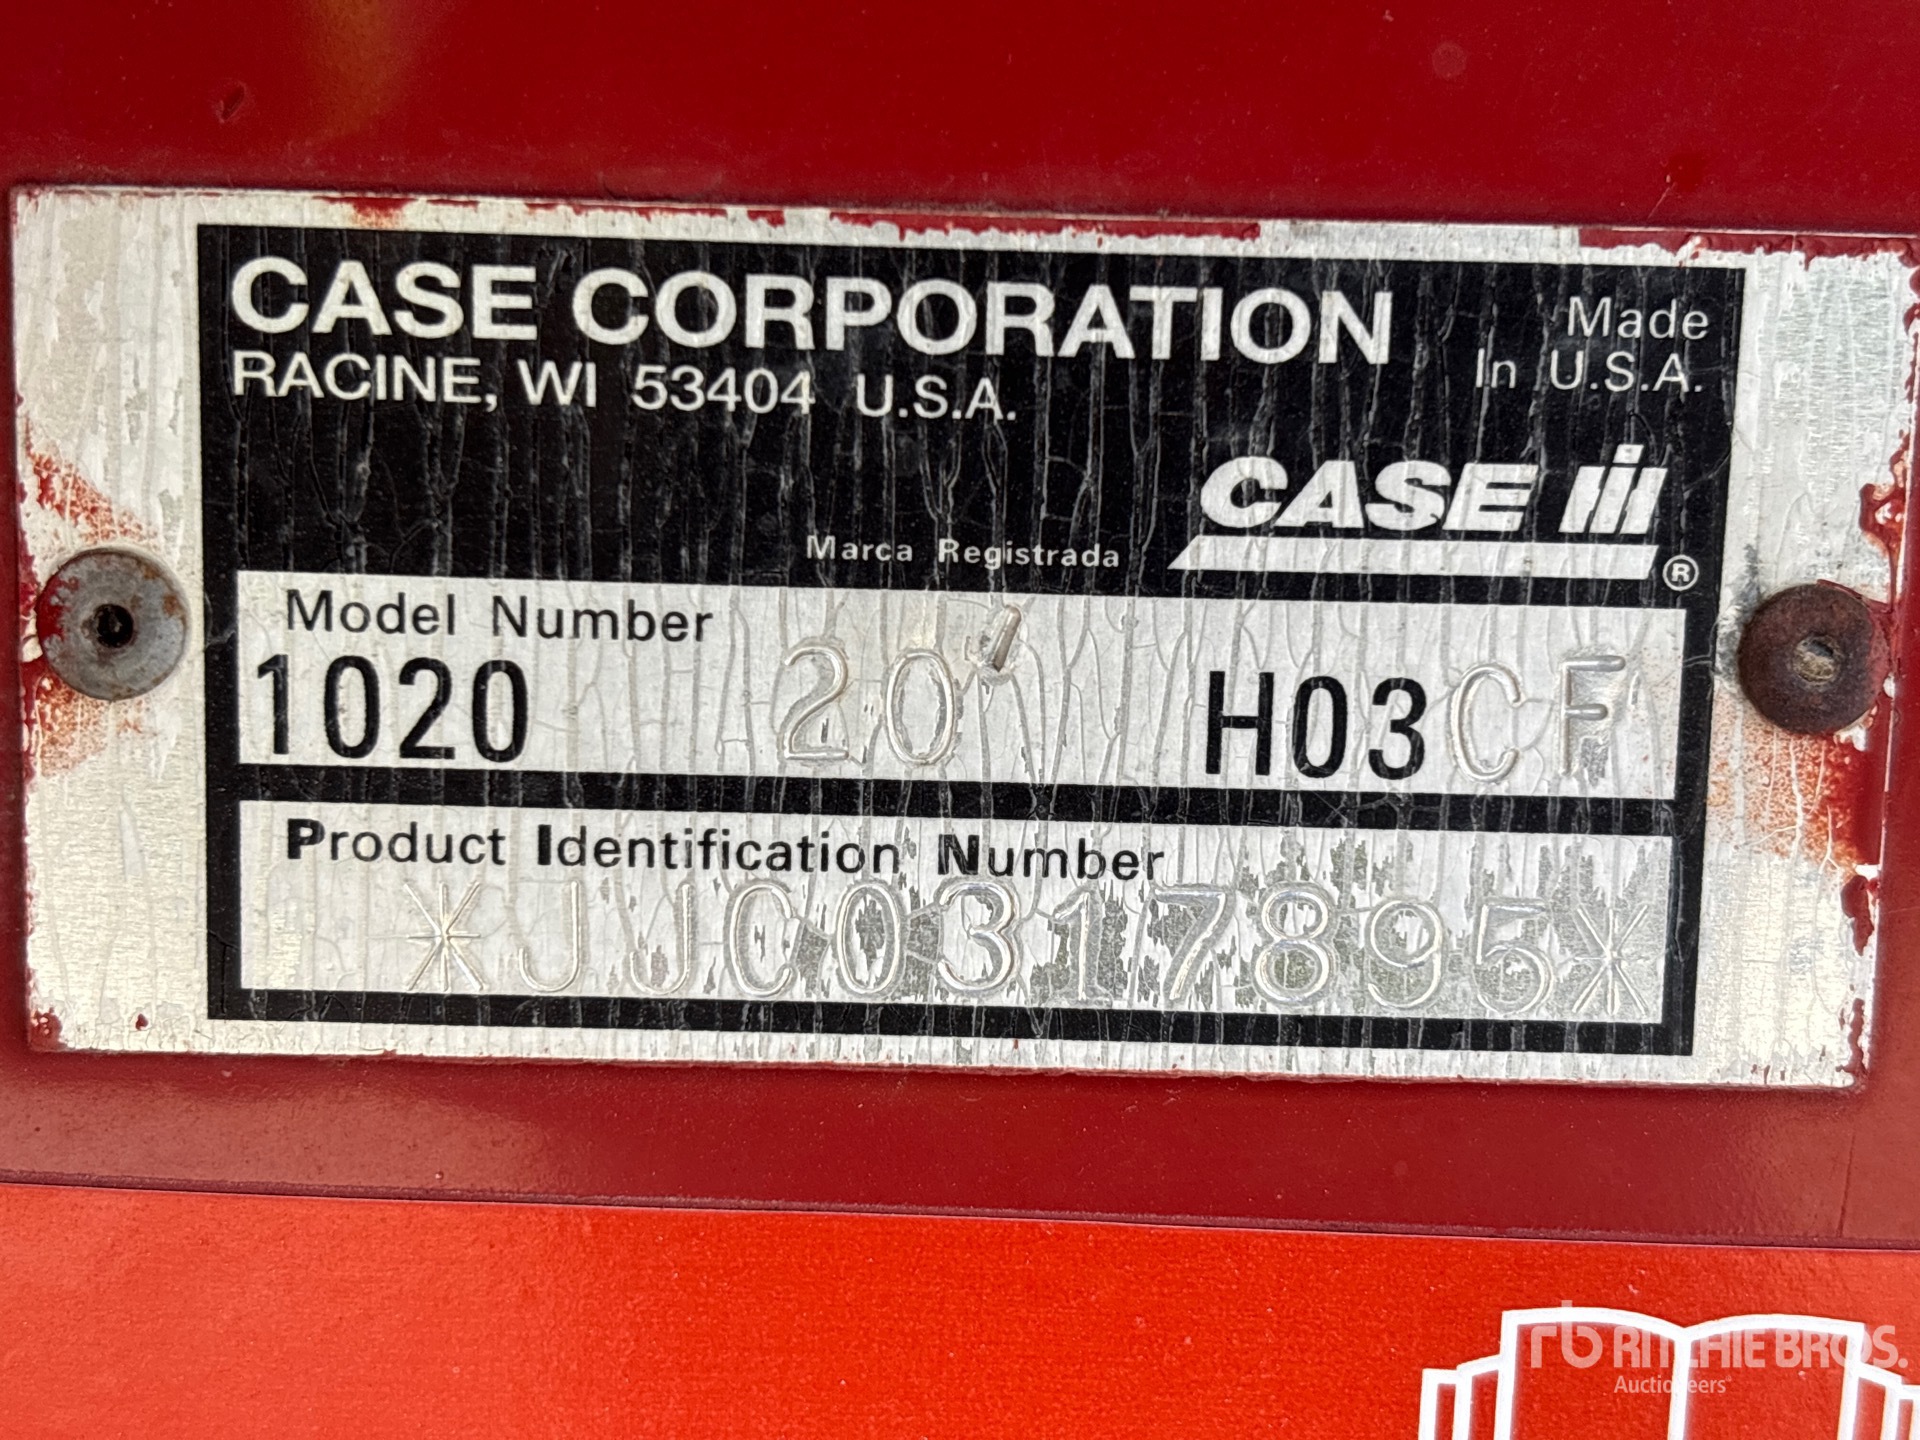 CASE CORPORATION
RACINE, WI 53404 U.S.A.
Made
In U.S.A.
CASE IH
Marca Registrada ®
Model Number
1020 20' H03CF
Product Identification Number
*JJC0317895*
rb RITCHIE BROS.
Auctioneers